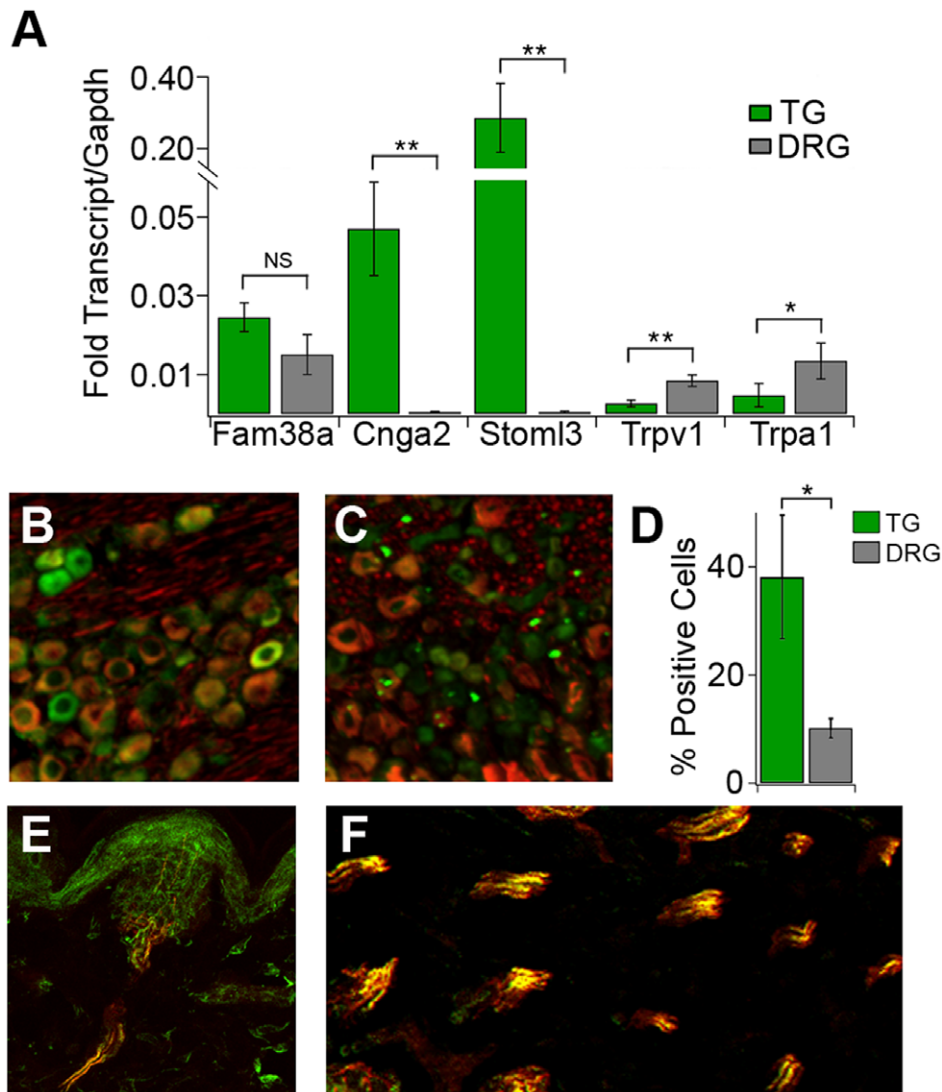 A
Fold Transcript/Gapdh
0.40
0.20
0.05
0.03
0.01
NS
**
**
**
*
TG
DRG
Fam38a Cnga2 Stoml3 Trpv1 Trpa1
B
C
D
% Positive Cells
40
20
0
*
TG
DRG
E
F